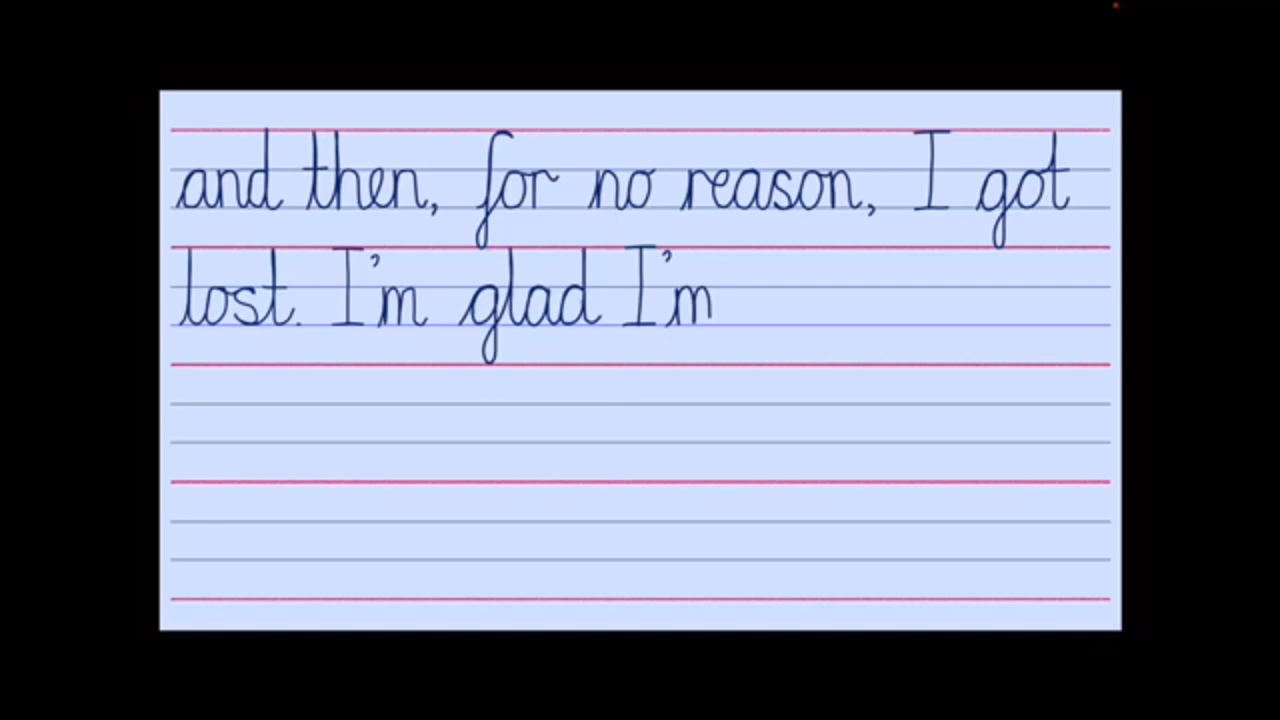 and then, for no reason, I got
lost. I'm glad I'm